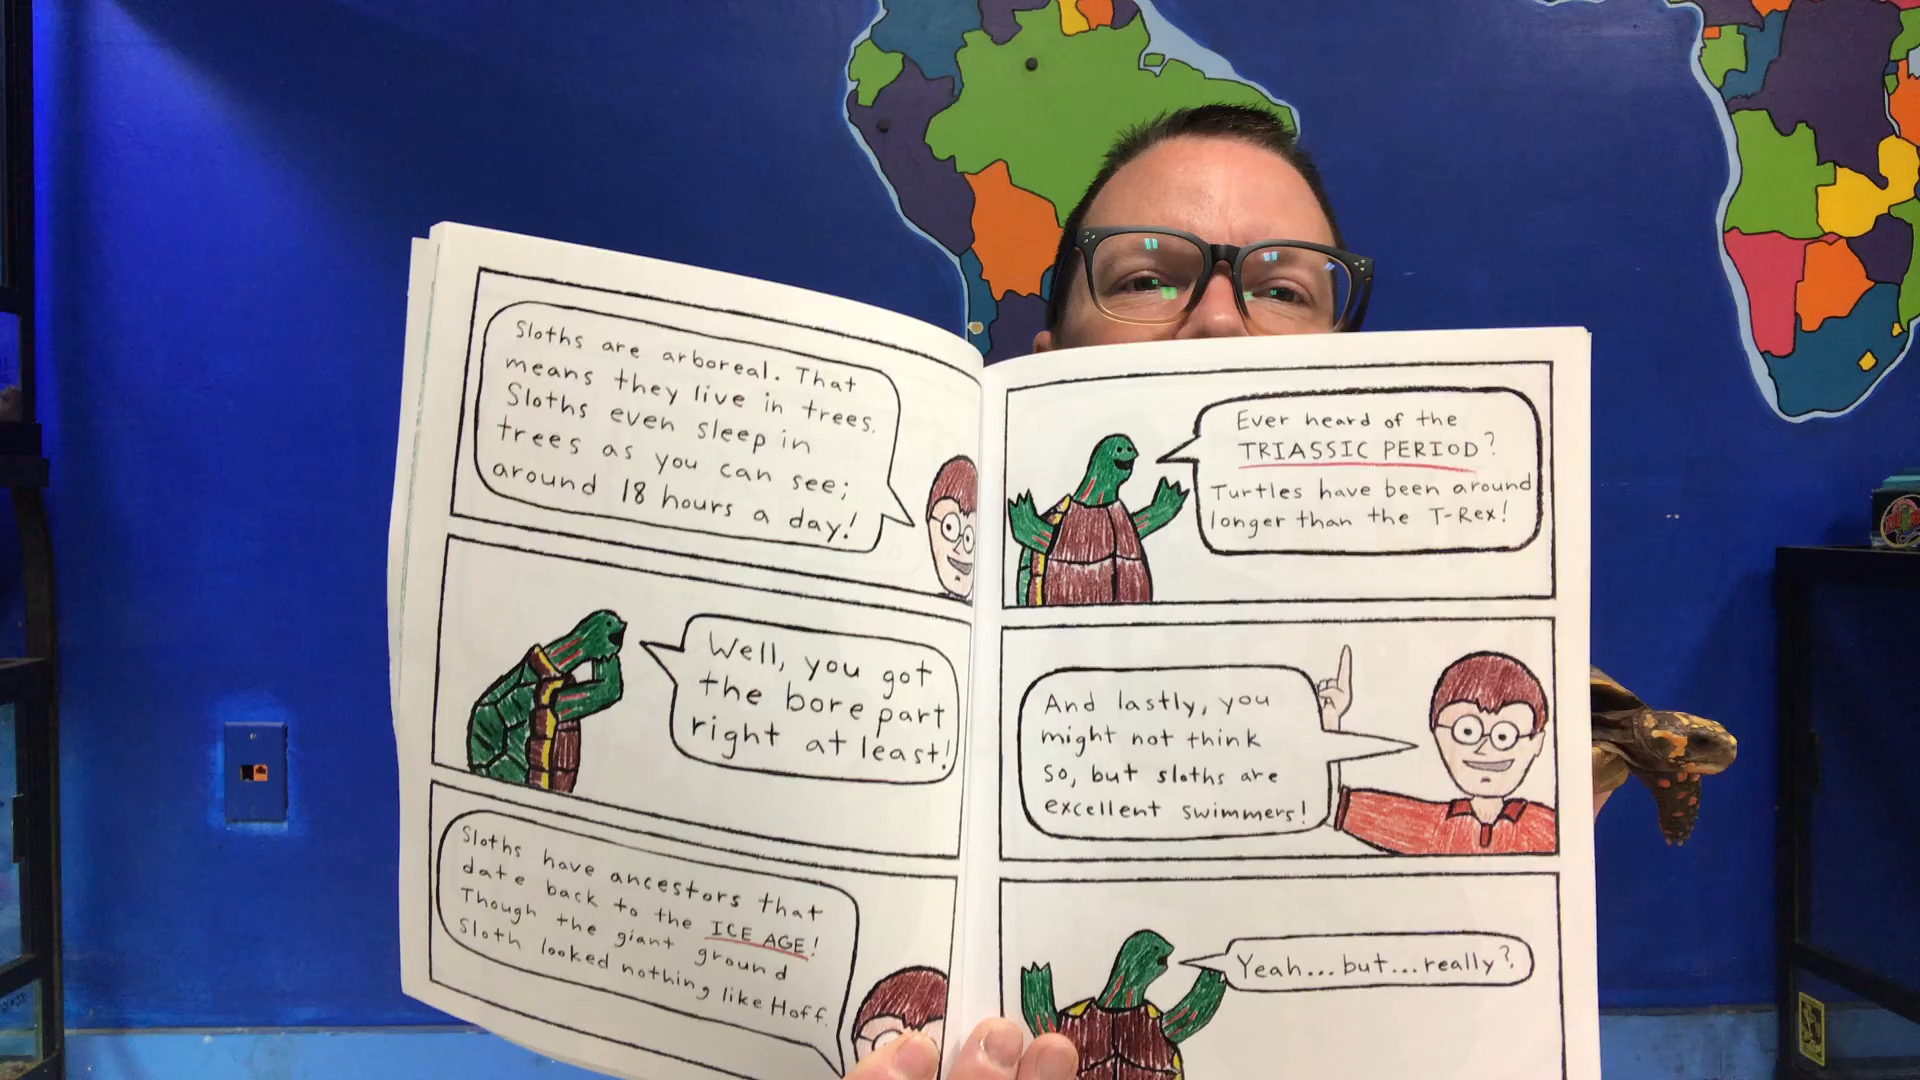 Sloths are arboreal. That
means they live in trees.
Sloths even sleep in
trees as you can see;
around 18 hours a day!
Well, you got
the bore part
right at least!
Sloths have ancestors that
date back to the ICE AGE!
Though the giant ground
Sloth looked nothing like Hoff.
Ever heard of the
TRIASSIC PERIOD?
Turtles have been around
longer than the T-Rex!
And lastly, you
might not think
so, but sloths are
excellent swimmers!
Yeah...but...really?